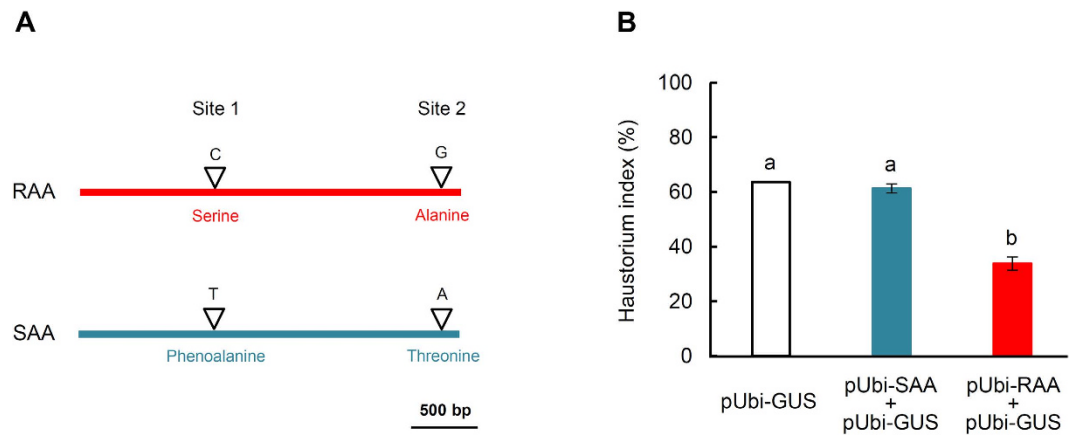 A
Site 1 Site 2
C G
RAA
Serine Alanine
T A
SAA
Phenoalanine Threonine
500 bp
B
Haustorium index (%)
100
80
60
40
20
0
a a b
pUbi-GUS
pUbi-SAA
+
pUbi-GUS
pUbi-RAA
+
pUbi-GUS